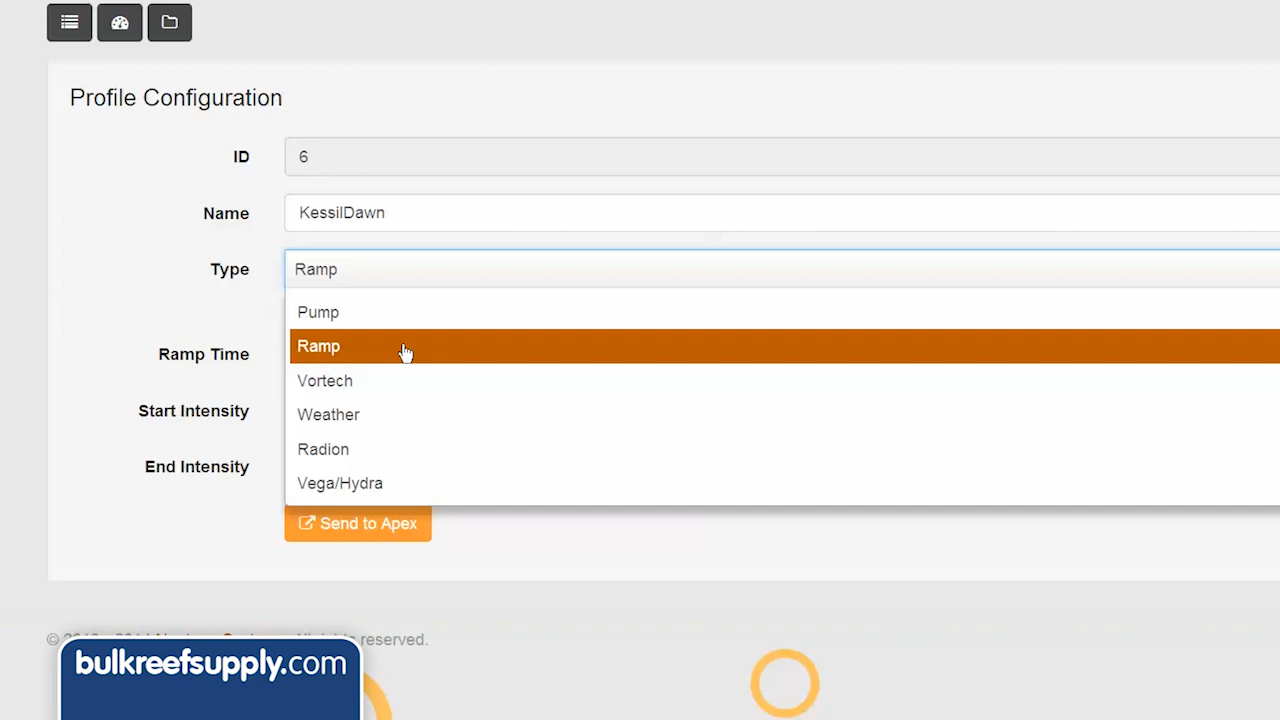 Profile Configuration
ID 6
Name KessilDawn
Type Ramp
Pump
Ramp
Vortech
Weather
Radion
Vega/Hydra
Ramp Time
Start Intensity
End Intensity
Send to Apex
reserved.
bulkreefsupply.com